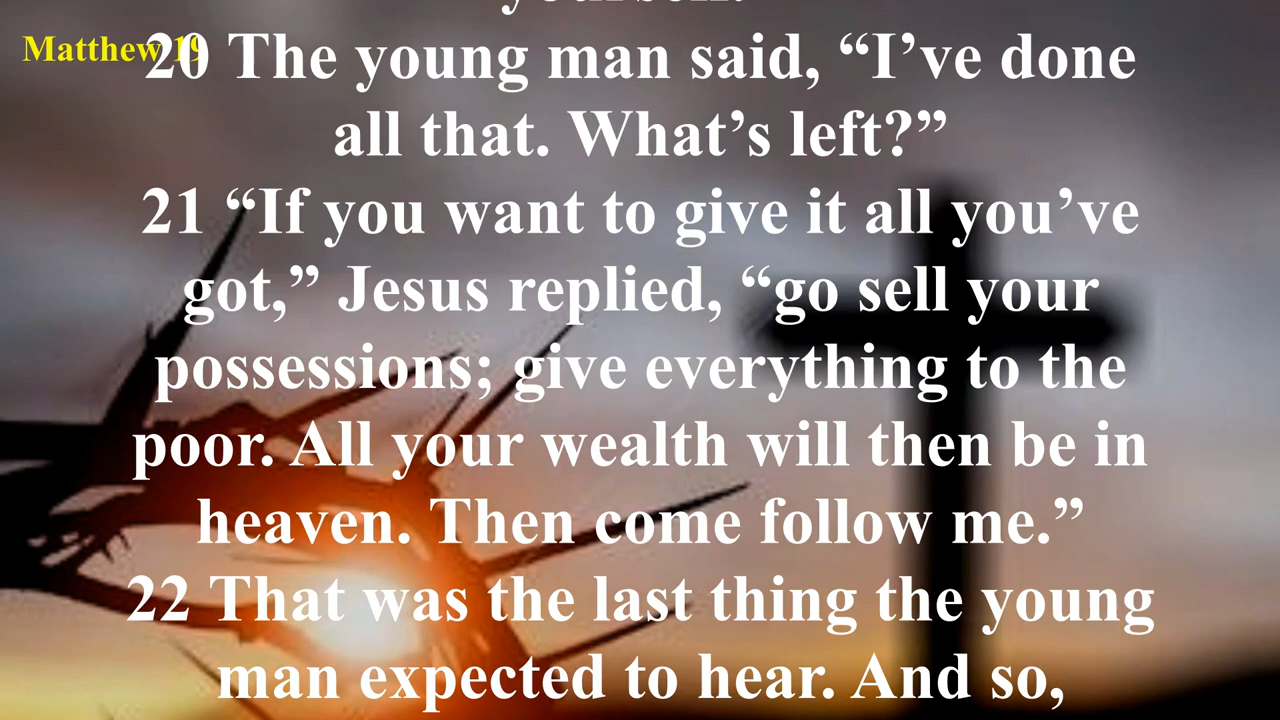 yourself.
Matthew 19
20 The young man said, “I’ve done
all that. What’s left?”
21 “If you want to give it all you’ve
got,” Jesus replied, “go sell your
possessions; give everything to the
poor. All your wealth will then be in
heaven. Then come follow me.”
22 That was the last thing the young
man expected to hear. And so,